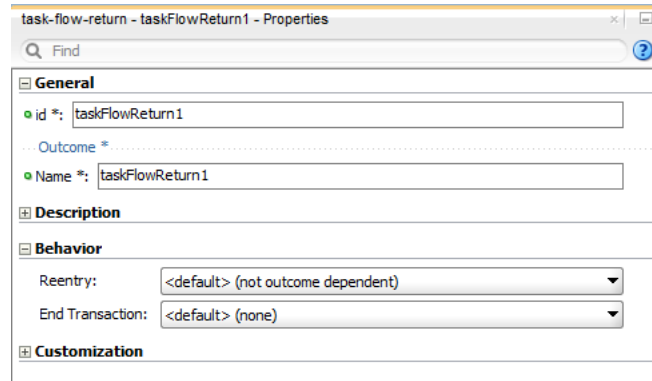 task-flow-return - taskFlowReturn1 - Properties
Find
General
id *: taskFlowReturn1
Outcome *
Name *: taskFlowReturn1
Description
Behavior
Reentry: <default> (not outcome dependent)
End Transaction: <default> (none)
Customization